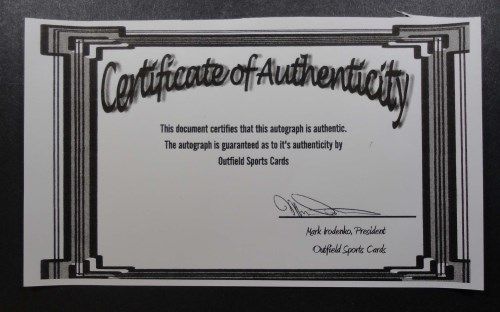 Certificate of Authenticity
This document certifies that this autograph is authentic.
The autograph is guaranteed as to it's authenticity by
Outfield Sports Cards
Mark Irodenko, President
Outfield Sports Cards